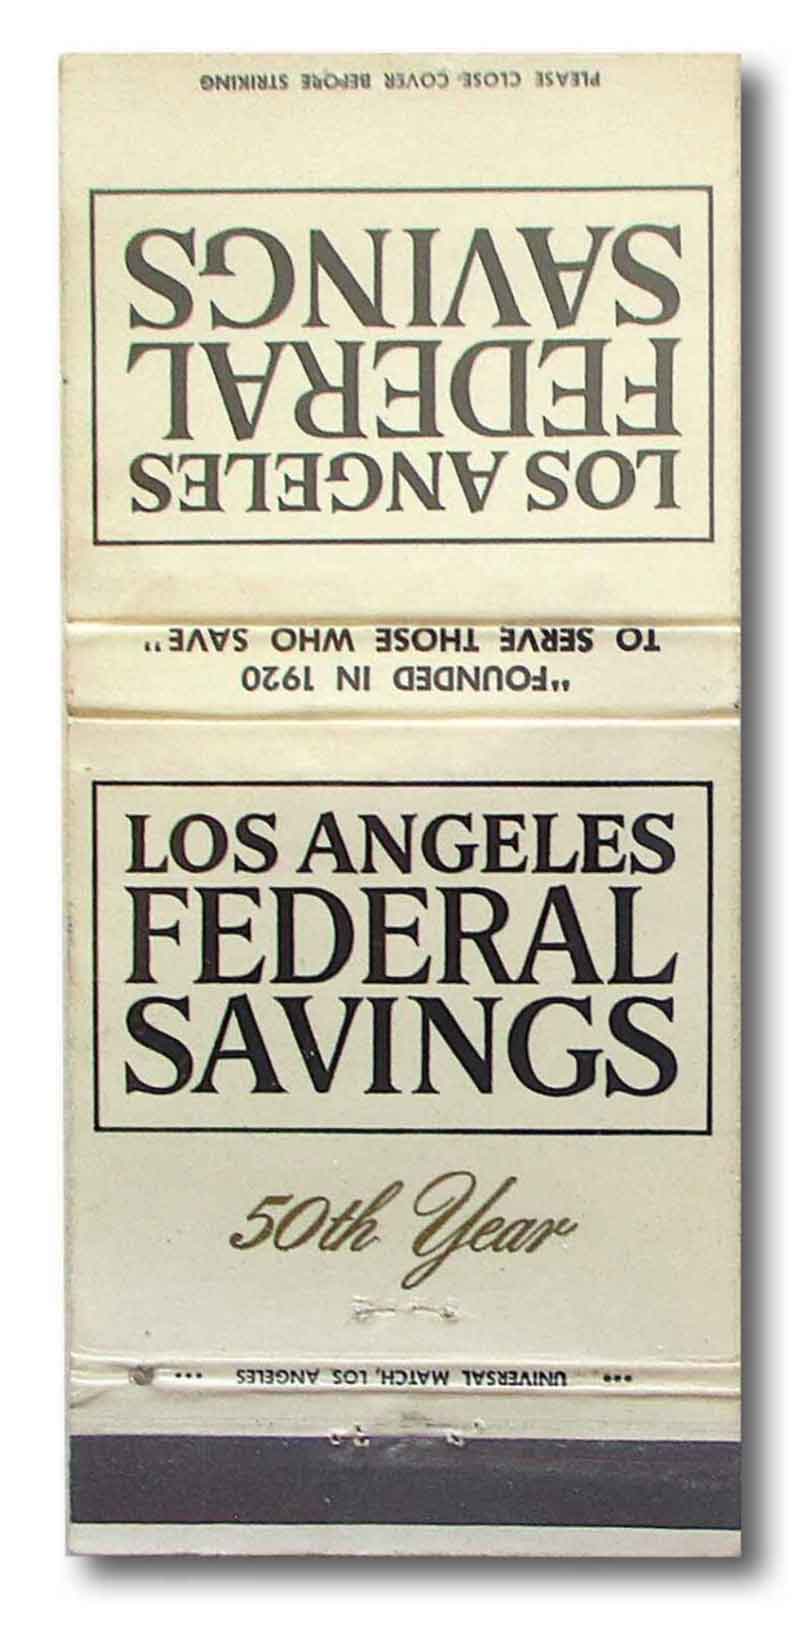 PLEASE CLOSE COVER BEFORE STRIKING
LOS ANGELES
FEDERAL
SAVINGS
"FOUNDED IN 1920
TO SERVE THOSE WHO SAVE"
LOS ANGELES
FEDERAL
SAVINGS
50th Year
••• UNIVERSAL MATCH, LOS ANGELES •••